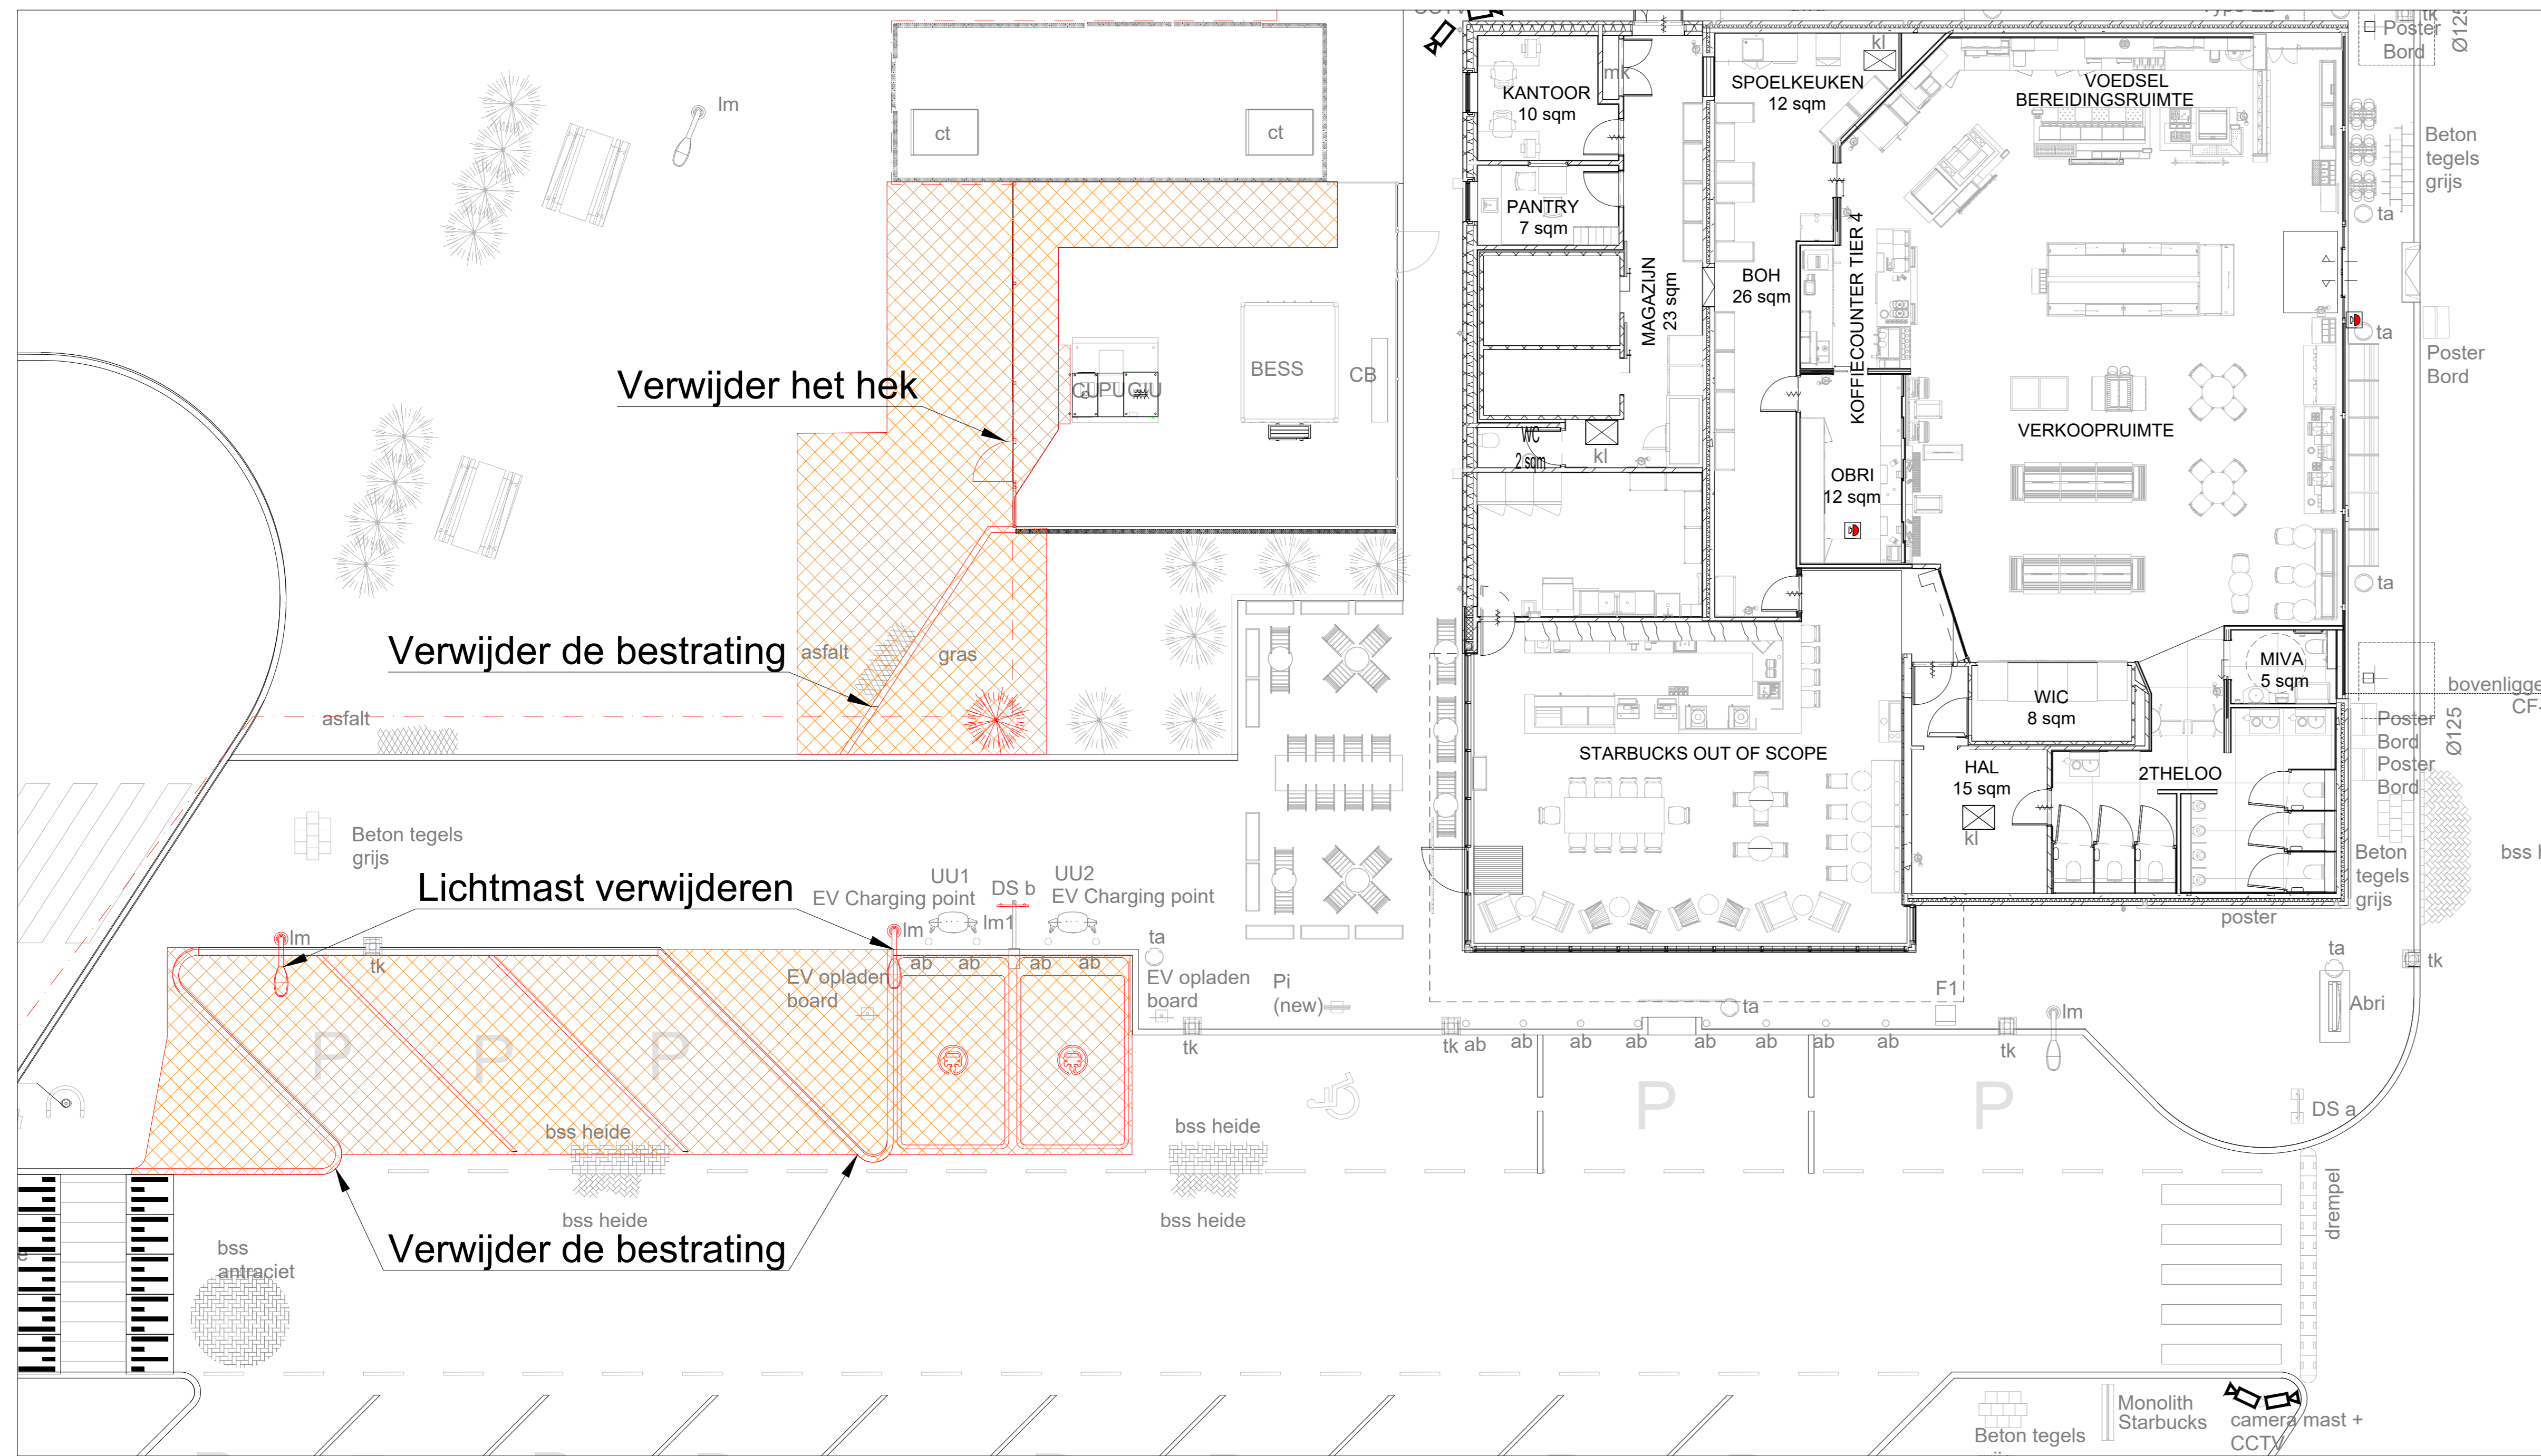 tk
Poster
Bord
Ø125
lm
ct
ct
KANTOOR
10 sqm
mk
SPOELKEUKEN
12 sqm
kl
VOEDSEL
BEREIDINGSRUIMTE
Beton
tegels
grijs
PANTRY
7 sqm
ta
MAGAZIJN
23 sqm
BOH
26 sqm
KOFFIECOUNTER TIER 4
ta
Poster
Bord
Verwijder het hek
CU
PU
GIU
BESS
CB
VERKOOPRUIMTE
WC
2 sqm
kl
OBRI
12 sqm
ta
Verwijder de bestrating
asfalt
gras
MIVA
5 sqm
WIC
8 sqm
asfalt
Poster
Bord
Poster
Bord
Ø125
STARBUCKS OUT OF SCOPE
HAL
15 sqm
2THELOO
kl
Beton tegels
grijs
Beton
tegels
grijs
Lichtmast verwijderen
UU1
EV Charging point
DS b
UU2
EV Charging point
poster
lm
tk
lm
lm1
ab
ab
ab
ab
ta
EV opladen
board
EV opladen
board
Pi
(new)
ta
F1
lm
ta
tk
Abri
P
P
P
tk
tk
ab
ab
ab
ab
ab
ab
ab
ab
tk
P
P
DS a
bss heide
bss heide
bss heide
bss heide
drempel
Verwijder de bestrating
bss
antraciet
Beton tegels
Monolith
Starbucks
camera mast +
CCTV